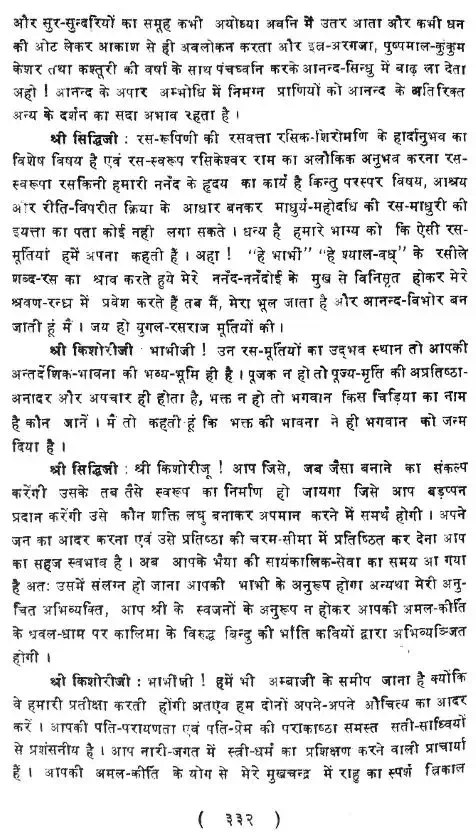 और सुर-सुन्दरियों का समूह कभी अयोध्या अवनि में उतर आता और कभी धन
की ओट लेकर आकाश से ही अवलोकन करता और इत्र-अरगजा, पुष्पमाल-कुंकुम
केशर तथा कस्तूरी की वर्षा के साथ पंचध्वनि करके आनन्द-सिन्धु में बाढ़ ला देता
अहो ! आनन्द के अपार अम्भोधि में निमग्न प्राणियों को आनन्द के अतिरिक्त
अन्य के दर्शन का सदा अभाव रहता है ।
श्री सिद्धिजी : रस-रूपिणी की रसवत्ता रसिक-शिरोमणि के हार्दानुभव का
विशेष विषय है एवं रस-स्वरूप रसिकेश्वर राम का अलौकिक अनुभव करना रस-
स्वरूपा रसकिनी हमारी ननँद के हृदय का कार्य है किन्तु परस्पर विषय, आश्रय
और रीति-विपरीत क्रिया के आधार बनकर माधुर्य-महोदधि की रस-माधुरी की
इयत्ता का पता कोई नही लगा सकते । धन्य है हमारे भाग्य को कि ऐसी रस-
मूर्तियां हमें अपना कहती हैं । अहा ! "हे भाभी" "हे श्याल-वधू" के रसीले
शब्द-रस का श्राव करते हुये मेरे ननँद-ननँदोई के मुख से विनिसृत होकर मेरे
श्रवण-रन्ध्र में प्रवेश करते हैं तब मैं, मेरा भूल जाता है और आनन्द-विभोर बन
जाती हूं मैं । जय हो युगल-रसराज मूर्तियों की ।
श्री किशोरीजी : भाभीजी ! उन रस-मूर्तियों का उद्भव स्थान तो आपकी
अन्तर्देशिक-भावना की भव्य-भूमि ही है । पूजक न हो तो पूज्य-मूर्ति की अप्रतिष्ठा-
अनादर और अपचार ही होता है, भक्त न हो तो भगवान किस चिड़िया का नाम
है कौन जानें । मैं तो कहती हूं कि भक्त की भावना ने ही भगवान को जन्म
दिया है ।
श्री सिद्धिजी : श्री किशोरीजू ! आप जिसे, जब जैसा बनाने का संकल्प
करेंगी उसके तब तैसे स्वरूप का निर्माण हो जायगा जिसे आप बड़प्पन
प्रदान करेंगी उसे कौन शक्ति लघु बनाकर अपमान करने में समर्थ होगी । अपने
जन का आदर करना एवं उसे प्रतिष्ठा की चरम-सीमा में प्रतिष्ठित कर देना आप
का सहज स्वभाव है । अब आपके भैया की सायंकालिक-सेवा का समय आ गया
है अतः उसमें संलग्न हो जाना आपकी भाभी के अनुरूप होगा अन्यथा मेरी अनु-
चित अभिव्यक्ति, आप श्री के स्वजनों के अनुरूप न होकर आपकी अमल-कीर्ति के
धवल-धाम पर कालिमा के विरुद्ध बिन्दु की भाँति कवियों द्वारा अभिव्यञ्जित
होगी ।
श्री किशोरीजी : भाभीजी ! हमें भी अम्बाजी के समीप जाना है क्योंकि
वे हमारी प्रतीक्षा करती होंगी अतएव हम दोनों अपने-अपने औचित्य का आदर
करें । आपकी पति-परायणता एवं पति-प्रेम की पराकाष्ठा समस्त सती-साध्वियों
से प्रशंसनीय है । आप नारी-जगत में स्त्री-धर्म का प्रशिक्षण करने वाली प्राचार्या
हैं । आपकी अमल-कीर्ति के योग से मेरे मुखचन्द्र में राहु का स्पर्श त्रिकाल
( ३३२ )